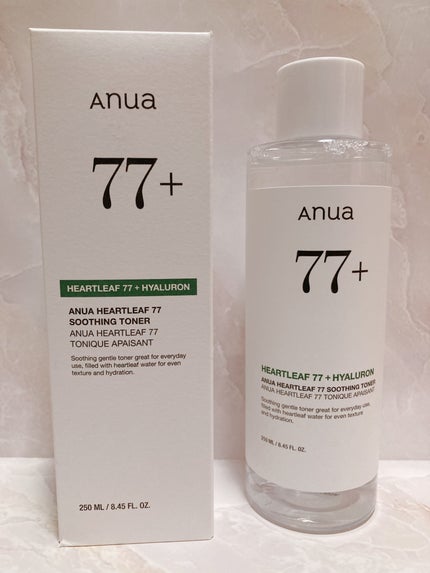 Anua
77+
HEARTLEAF 77 + HYALURON
ANUA HEARTLEAF 77
SOOTHING TONER
ANUA HEARTLEAF 77
TONIQUE APAISANT
Soothing gentle toner great for everyday
use, filled with heartleaf water for even
texture and hydration.
250 ML / 8.45 FL. OZ.
Anua
77+
HEARTLEAF 77 + HYALURON
ANUA HEARTLEAF 77 SOOTHING TONER
ANUA HEARTLEAF 77 TONIQUE APAISANT
Soothing gentle toner great for everyday use,
filled with heartleaf water for even texture
and hydration.
250 ML / 8.45 FL. OZ.